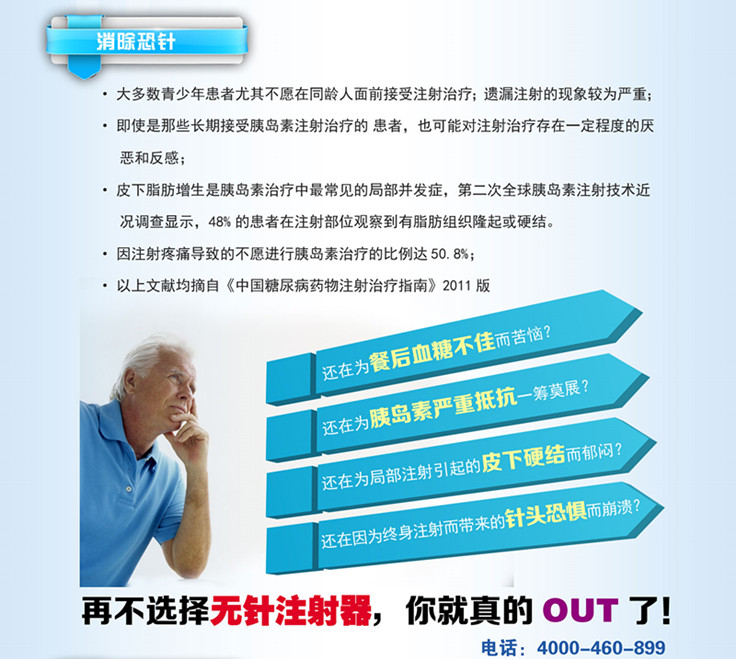 消除恐针
· 大多数青少年患者尤其不愿在同龄人面前接受注射治疗；遗漏注射的现象较为严重；
· 即使是那些长期接受胰岛素注射治疗的 患者，也可能对注射治疗存在一定程度的厌
恶和反感；
· 皮下脂肪增生是胰岛素治疗中最常见的局部并发症，第二次全球胰岛素注射技术近
况调查显示，48% 的患者在注射部位观察到有脂肪组织隆起或硬结。
· 因注射疼痛导致的不愿进行胰岛素治疗的比例达 50.8%；
· 以上文献均摘自《中国糖尿病药物注射治疗指南》2011 版
还在为餐后血糖不佳而苦恼？
还在为胰岛素严重抵抗一筹莫展？
还在为局部注射引起的皮下硬结而郁闷？
还在因为终身注射而带来的针头恐惧而崩溃？
再不选择无针注射器，你就真的 OUT 了！
电话：4000-460-899